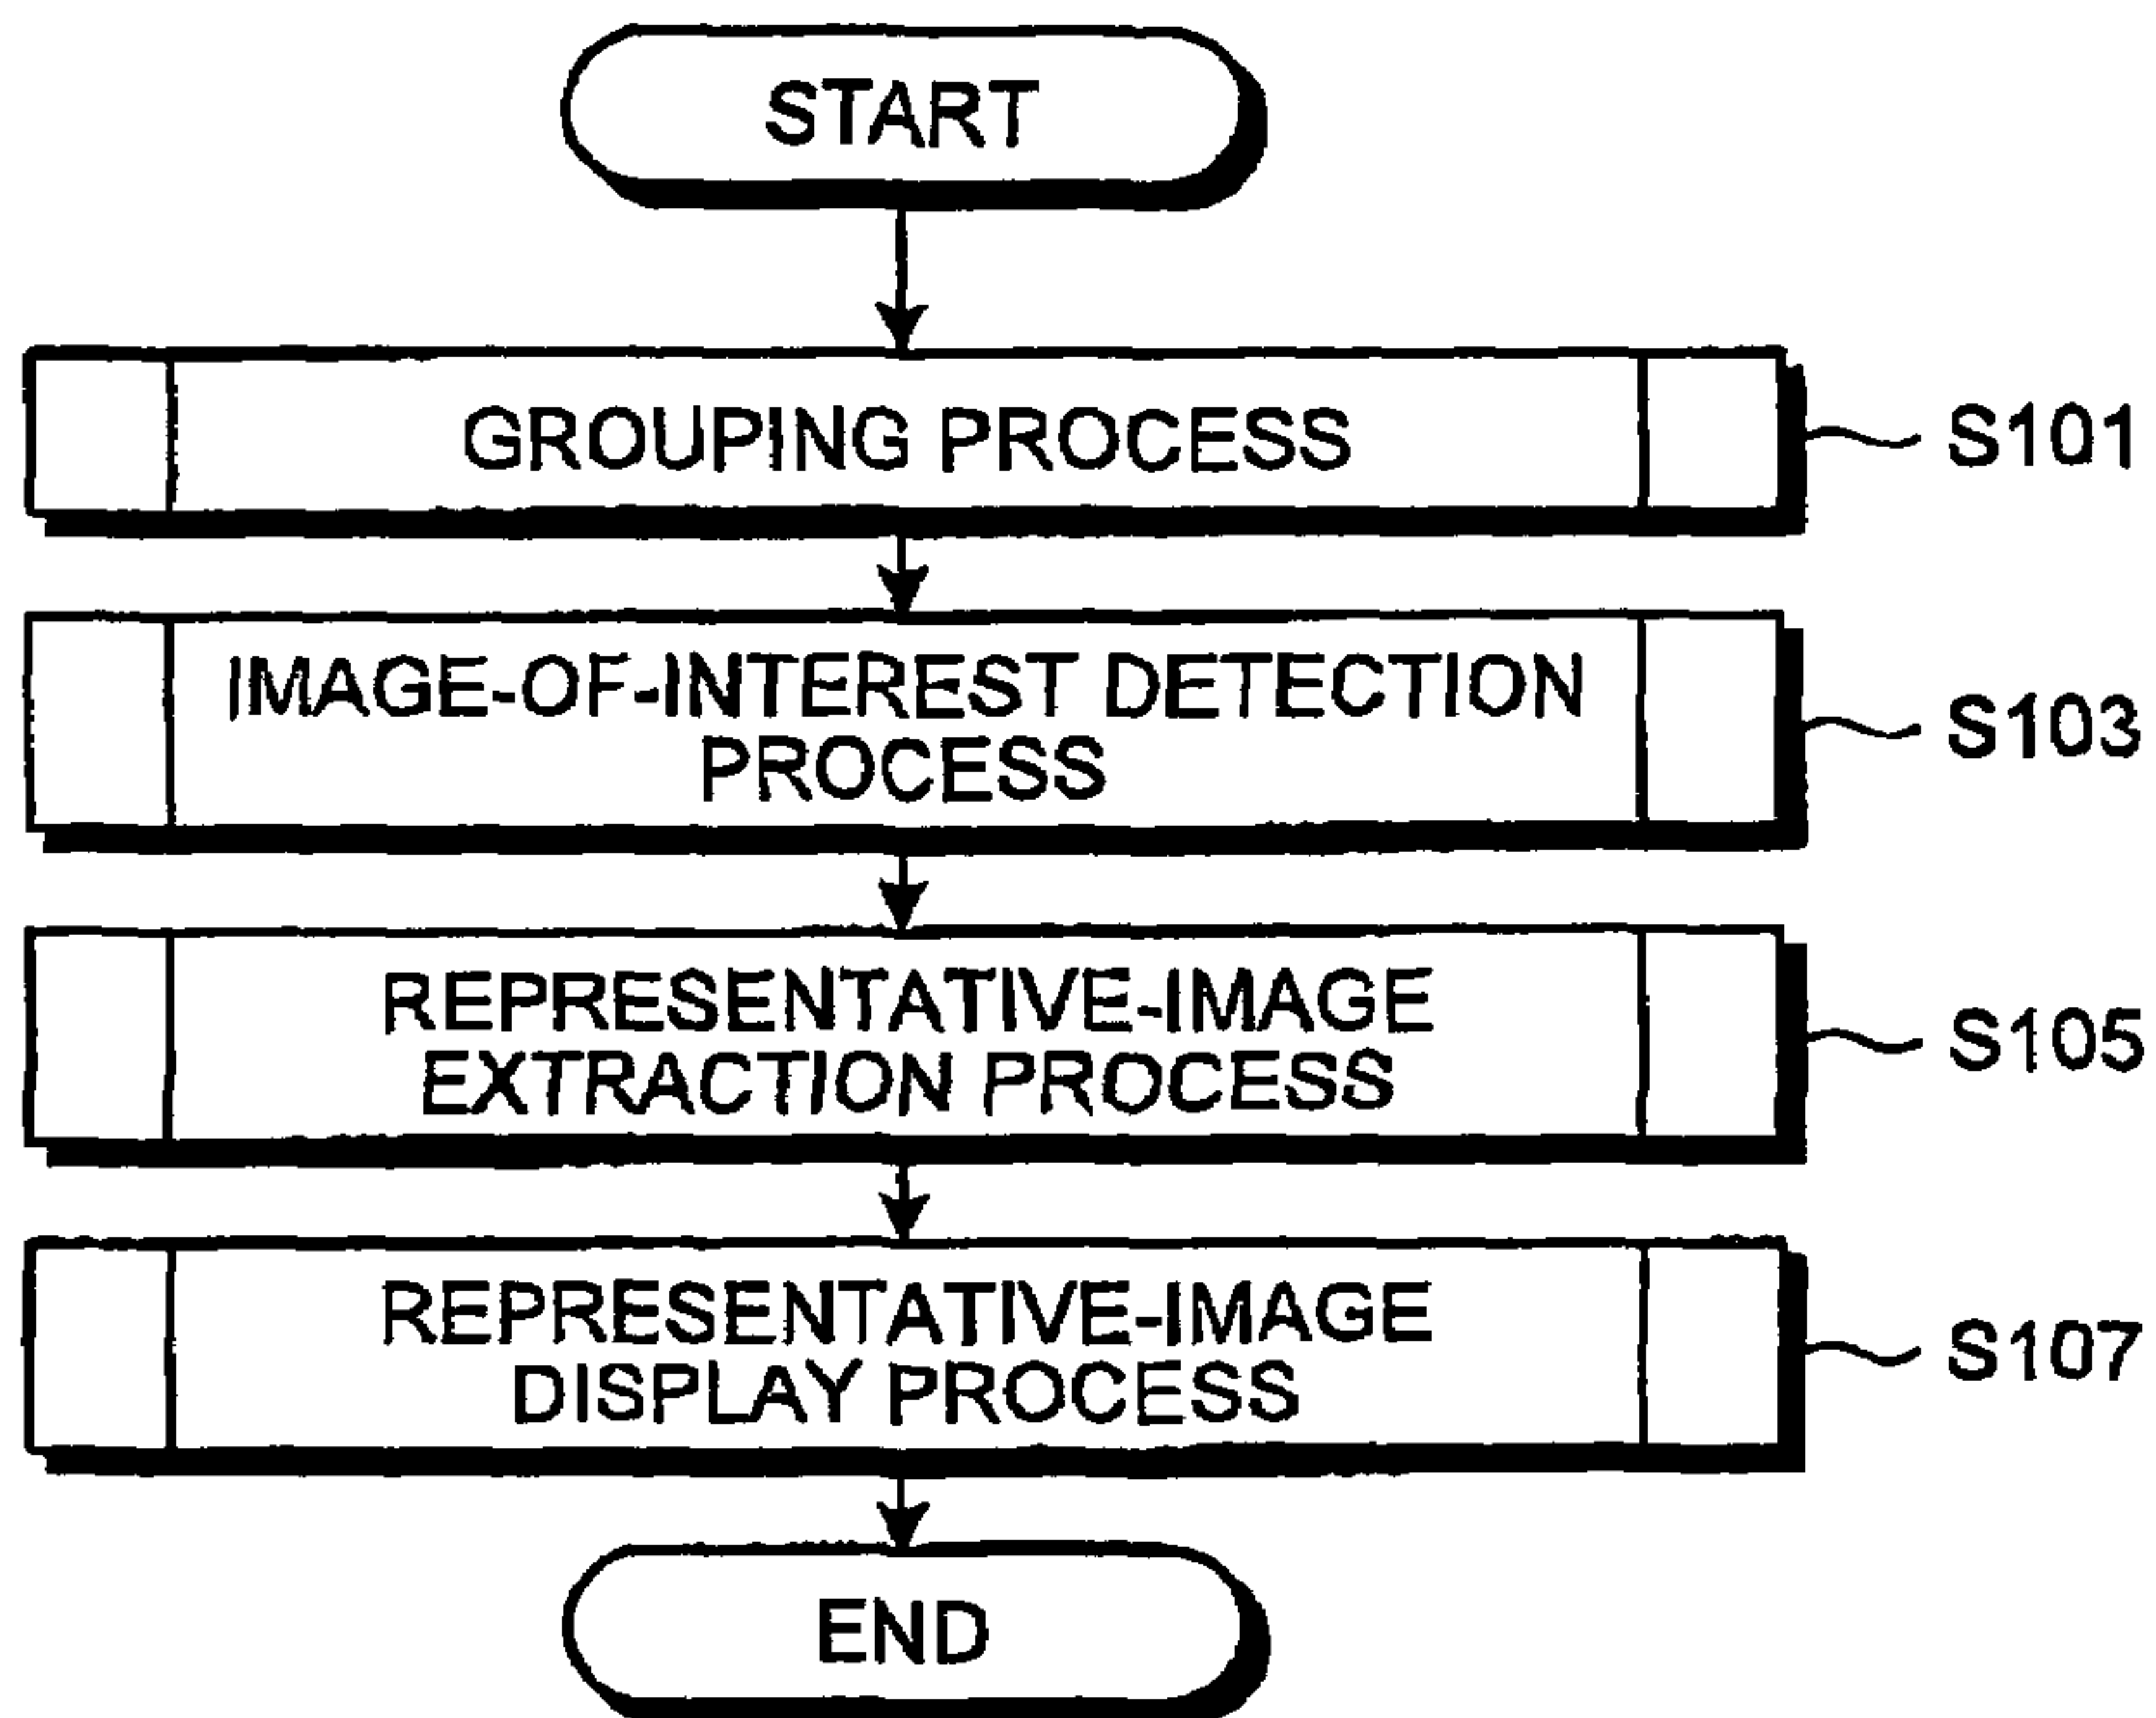 START
GROUPING PROCESS
S101
IMAGE-OF-INTEREST DETECTION
PROCESS
S103
REPRESENTATIVE-IMAGE
EXTRACTION PROCESS
S105
REPRESENTATIVE-IMAGE
DISPLAY PROCESS
S107
END